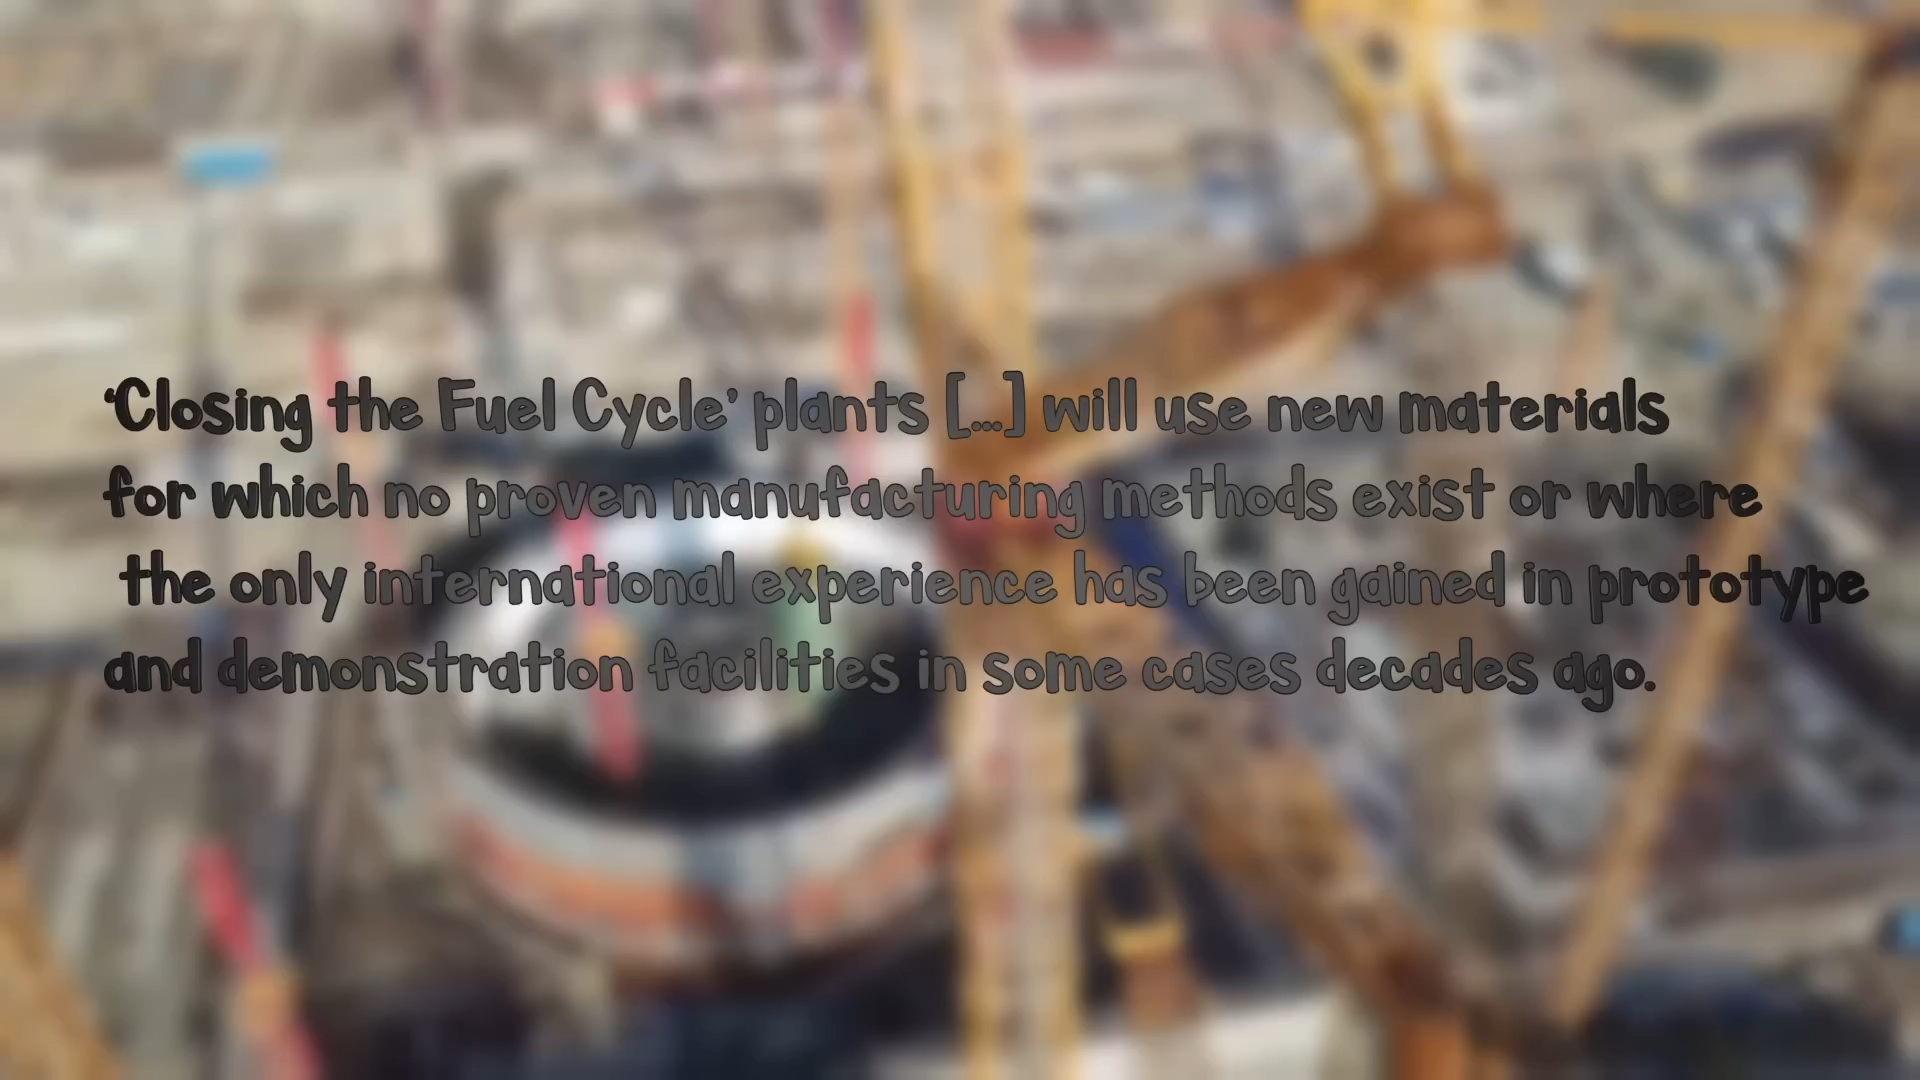 ‘Closing the Fuel Cycle’ plants [...] will use new materials
for which no proven manufacturing methods exist or where
the only international experience has been gained in prototype
and demonstration facilities in some cases decades ago.